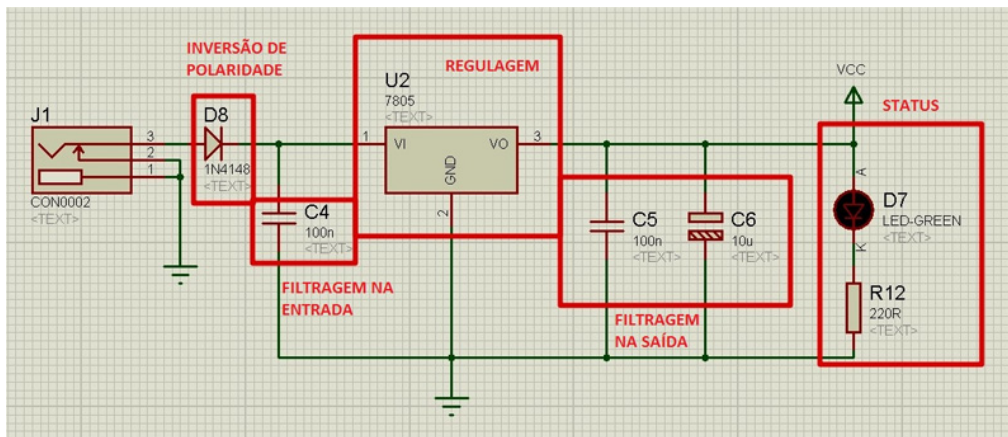 INVERSÃO DE
POLARIDADE
J1
3
2
1
CON0002
<TEXT>
D8
1N4148
<TEXT>
C4
100n
<TEXT>
FILTRAGEM NA
ENTRADA
REGULAGEM
U2
7805
<TEXT>
1
VI
VO
3
GND
2
C5
100n
<TEXT>
C6
10u
<TEXT>
FILTRAGEM
NA SAÍDA
VCC
STATUS
A
D7
LED-GREEN
<TEXT>
K
R12
220R
<TEXT>